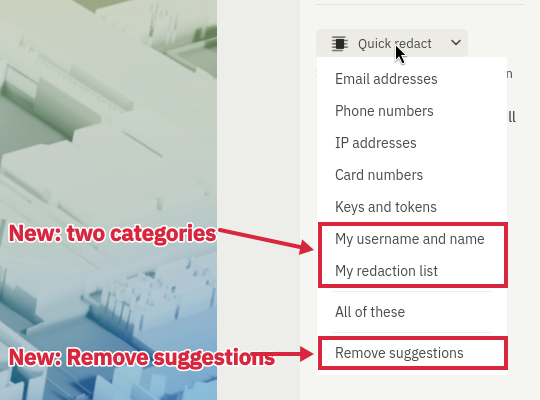 Quick redact
Email addresses
n
Phone numbers
ll
IP addresses
Card numbers
Keys and tokens
New: two categories
My username and name
My redaction list
All of these
New: Remove suggestions
Remove suggestions